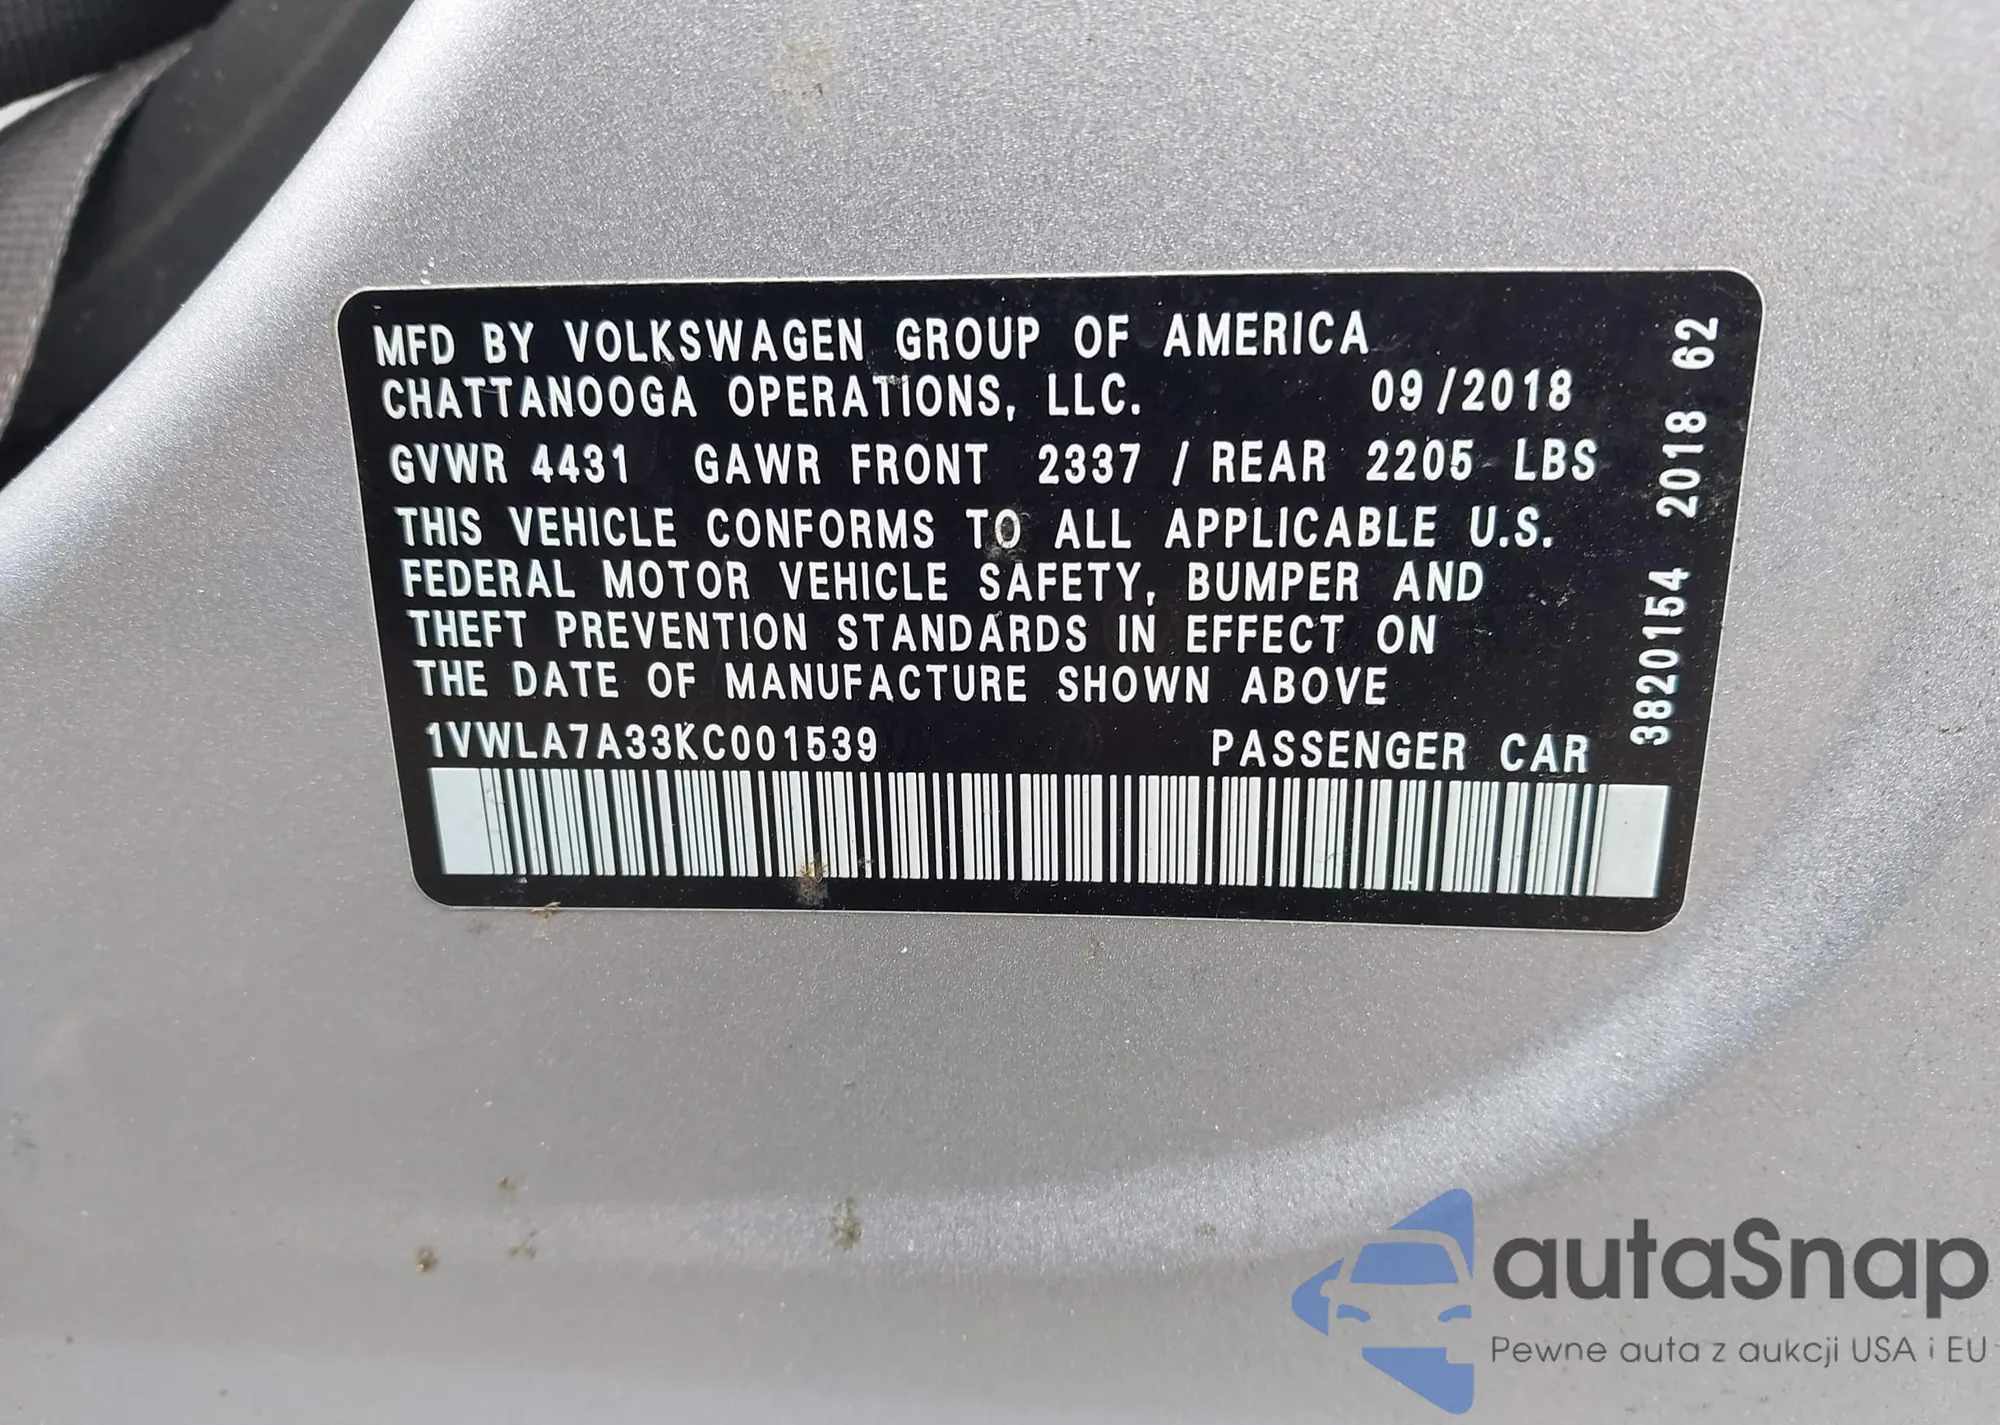 MFD BY VOLKSWAGEN GROUP OF AMERICA
CHATTANOOGA OPERATIONS, LLC. 09/2018
GVWR 4431 GAWR FRONT 2337 / REAR 2205 LBS
THIS VEHICLE CONFORMS TO ALL APPLICABLE U.S.
FEDERAL MOTOR VEHICLE SAFETY, BUMPER AND
THEFT PREVENTION STANDARDS IN EFFECT ON
THE DATE OF MANUFACTURE SHOWN ABOVE
1VWLA7A33KC001539 PASSENGER CAR
3820154 2018 62
autaSnap
Pewne auta z aukcji USA i EU